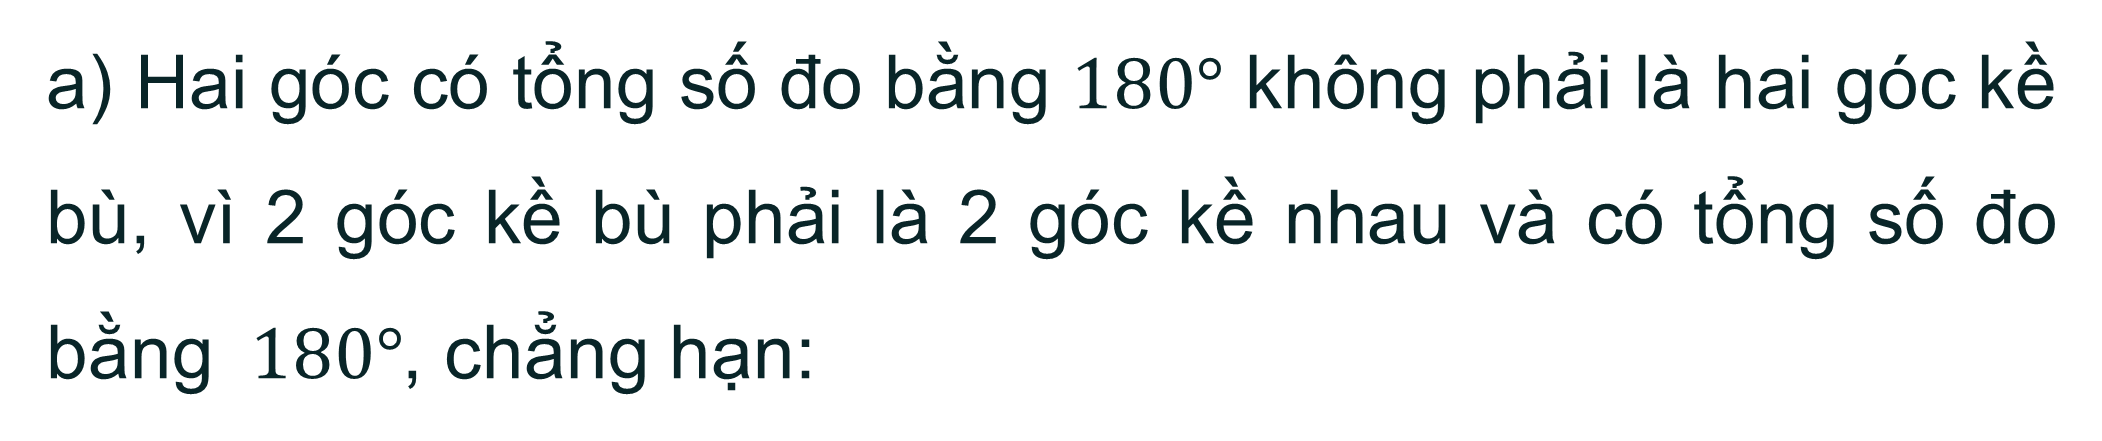 a) Hai góc có tổng số đo bằng 180° không phải là hai góc kề
bù, vì 2 góc kề bù phải là 2 góc kề nhau và có tổng số đo
bằng 180°, chẳng hạn: